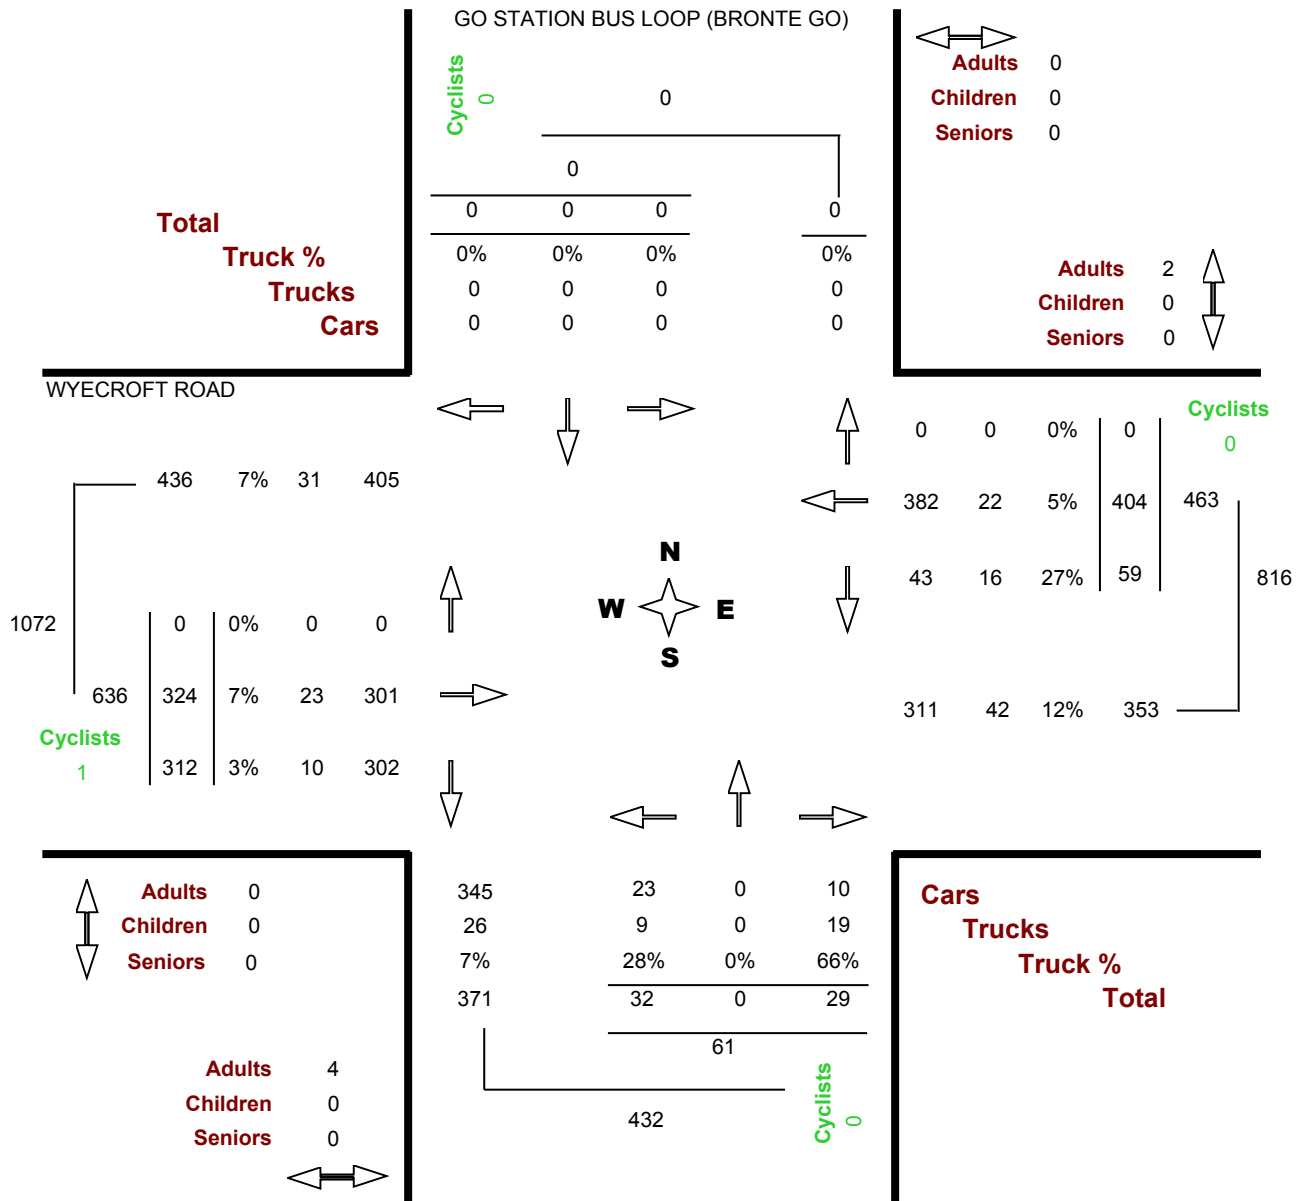 GO STATION BUS LOOP (BRONTE GO)
Cyclists
0
0
Adults 0
Children 0
Seniors 0
0
Total 0 0 0 0
Truck % 0% 0% 0% 0%
Trucks 0 0 0 0
Cars 0 0 0 0
Adults 2
Children 0
Seniors 0
WYECROFT ROAD
Cyclists
0
0 0 0% 0
436 7% 31 405
382 22 5% 404 463
43 16 27% 59
816
N
W E
S
1072
0 0% 0 0
636 324 7% 23 301
311 42 12% 353
Cyclists
1
312 3% 10 302
Adults 0
Children 0
Seniors 0
345 23 0 10
26 9 0 19
7% 28% 0% 66%
371 32 0 29
61
432
Cyclists
0
Cars
Trucks
Truck %
Total
Adults 4
Children 0
Seniors 0